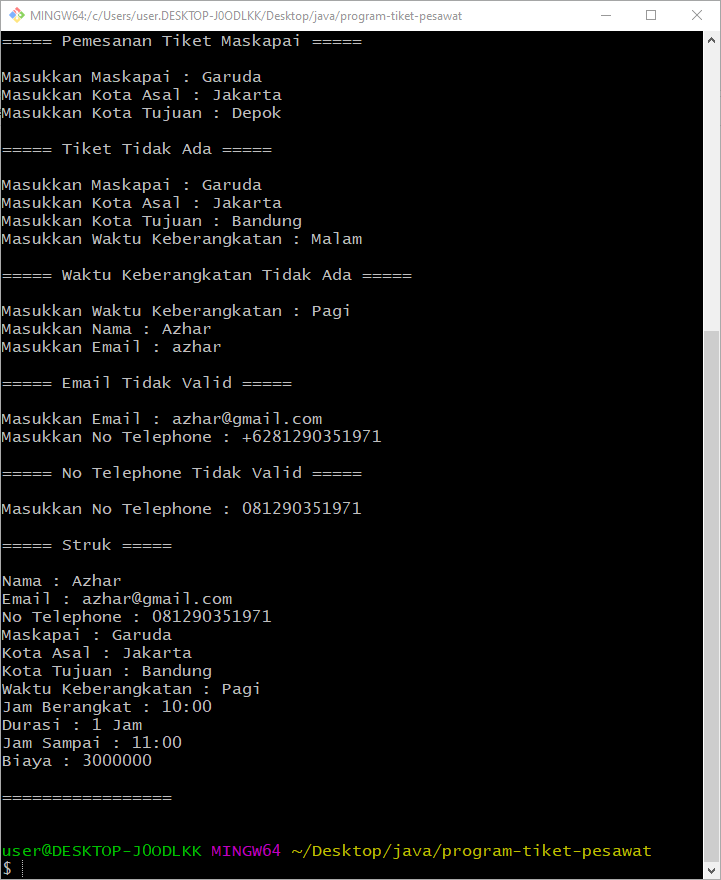 MINGW64:/c/Users/user.DESKTOP-J0ODLKK/Desktop/java/program-tiket-pesawat
===== Pemesanan Tiket Maskapai =====
Masukkan Maskapai : Garuda
Masukkan Kota Asal : Jakarta
Masukkan Kota Tujuan : Depok
===== Tiket Tidak Ada =====
Masukkan Maskapai : Garuda
Masukkan Kota Asal : Jakarta
Masukkan Kota Tujuan : Bandung
Masukkan Waktu Keberangkatan : Malam
===== Waktu Keberangkatan Tidak Ada =====
Masukkan Waktu Keberangkatan : Pagi
Masukkan Nama : Azhar
Masukkan Email : azhar
===== Email Tidak Valid =====
Masukkan Email : azhar@gmail.com
Masukkan No Telephone : +6281290351971
===== No Telephone Tidak Valid =====
Masukkan No Telephone : 081290351971
===== Struk =====
Nama : Azhar
Email : azhar@gmail.com
No Telephone : 081290351971
Maskapai : Garuda
Kota Asal : Jakarta
Kota Tujuan : Bandung
Waktu Keberangkatan : Pagi
Jam Berangkat : 10:00
Durasi : 1 Jam
Jam Sampai : 11:00
Biaya : 3000000
=================
user@DESKTOP-J0ODLKK MINGW64 ~/Desktop/java/program-tiket-pesawat
$